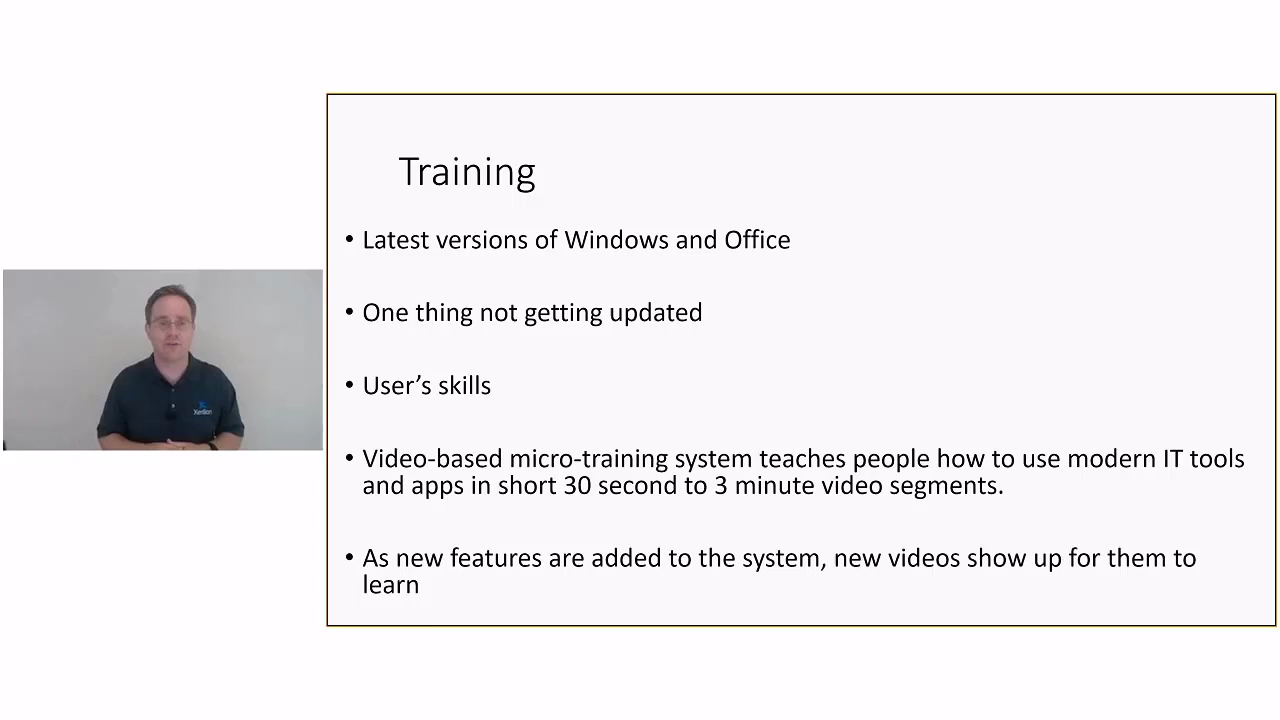 Training
• Latest versions of Windows and Office
• One thing not getting updated
• User’s skills
• Video-based micro-training system teaches people how to use modern IT tools
and apps in short 30 second to 3 minute video segments.
• As new features are added to the system, new videos show up for them to
learn